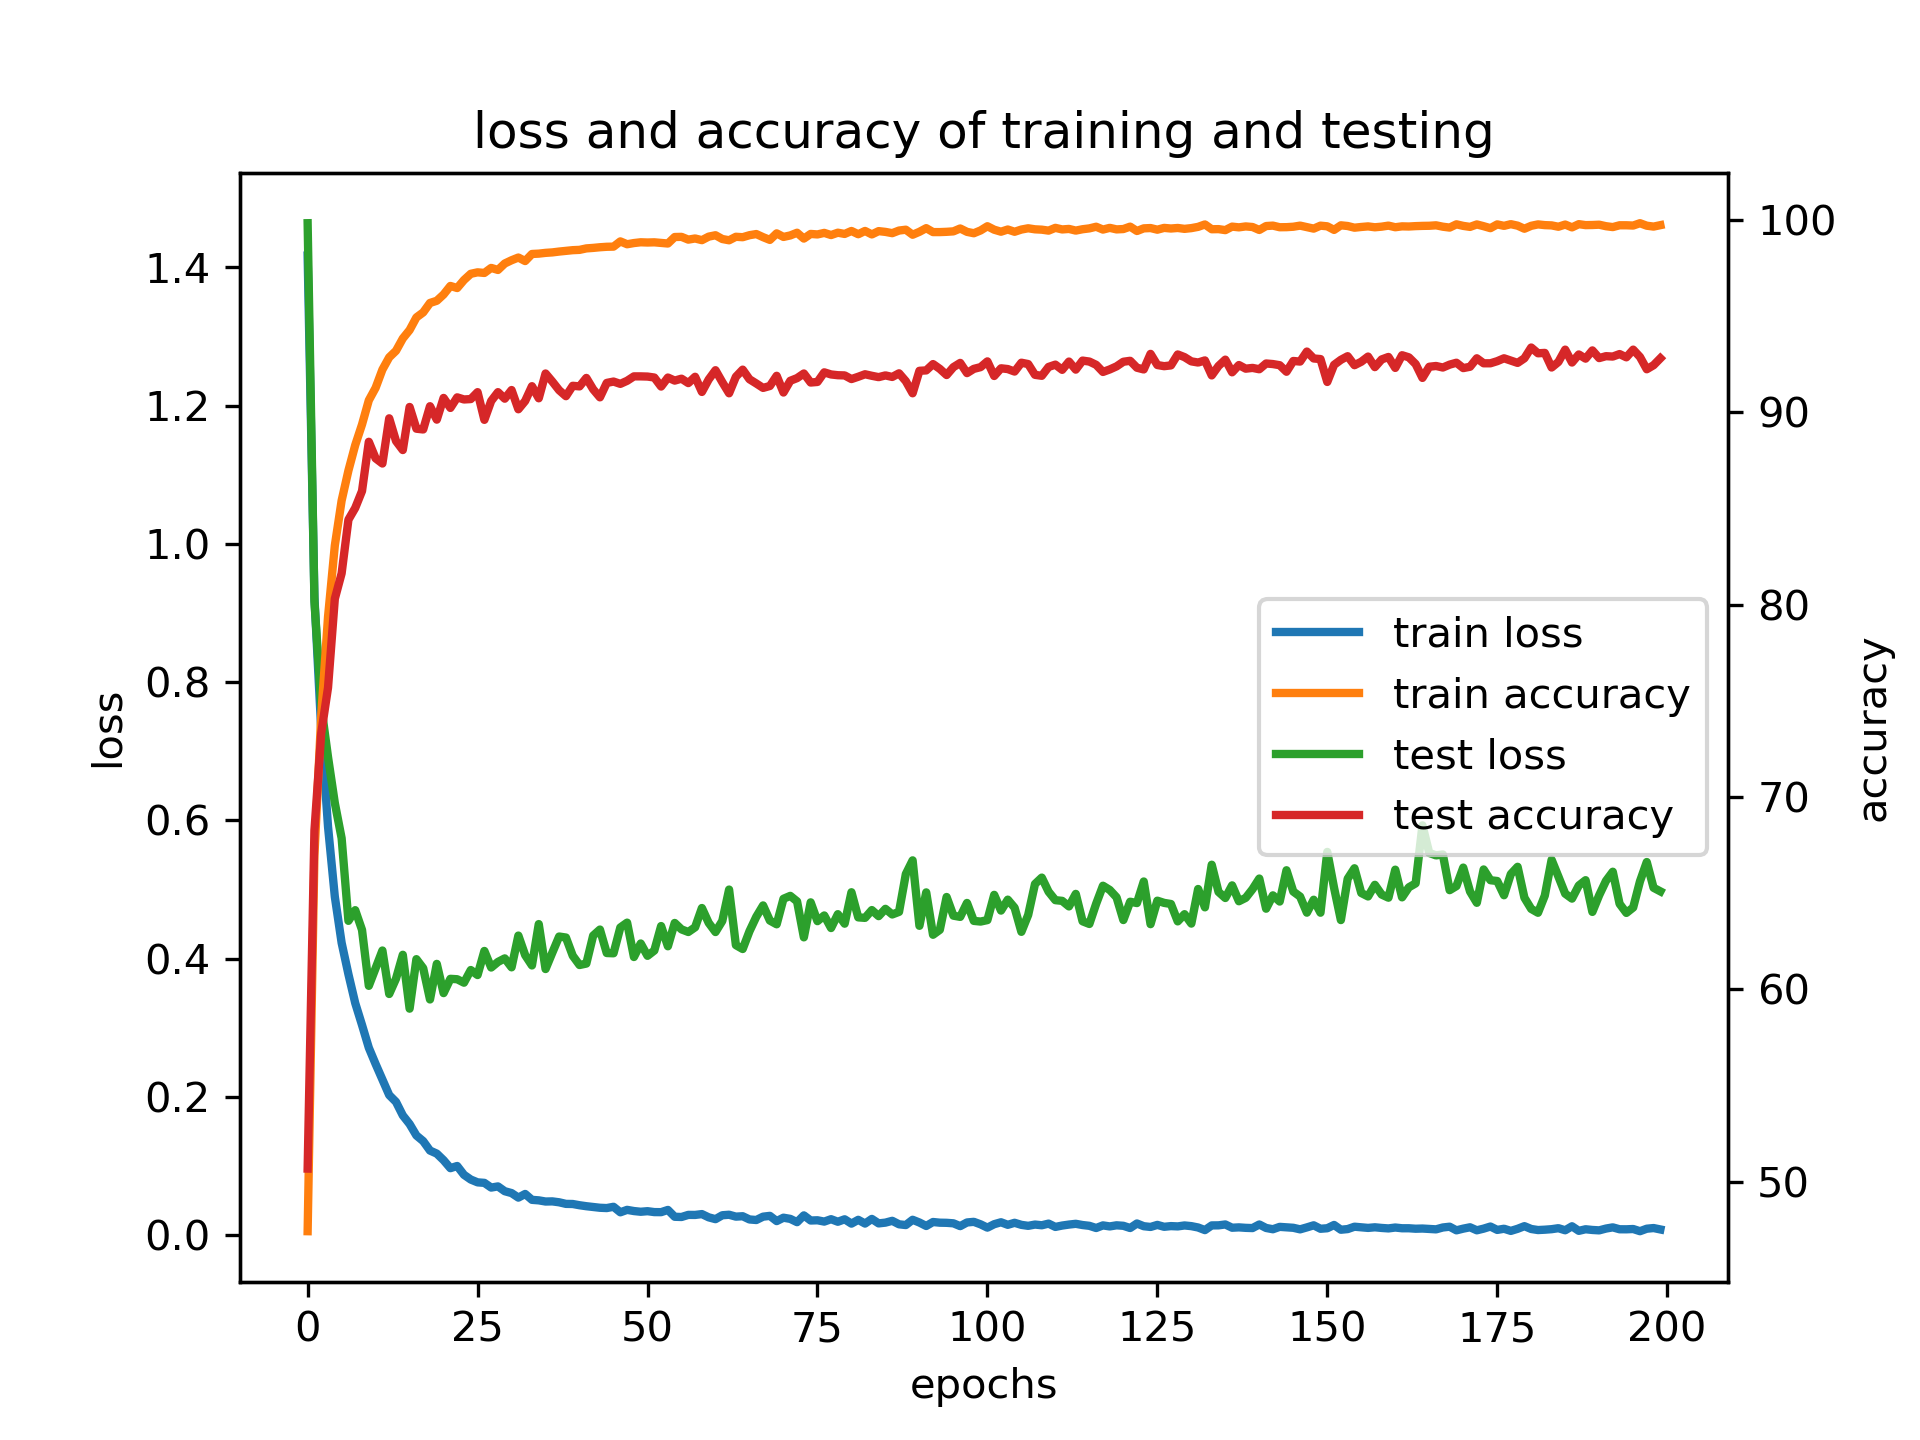 loss and accuracy of training and testing
1.4
1.2
1.0
0.8
0.6
0.4
0.2
0.0
loss
100
90
80
70
60
50
accuracy
train loss
train accuracy
test loss
test accuracy
0 25 50 75 100 125 150 175 200
epochs